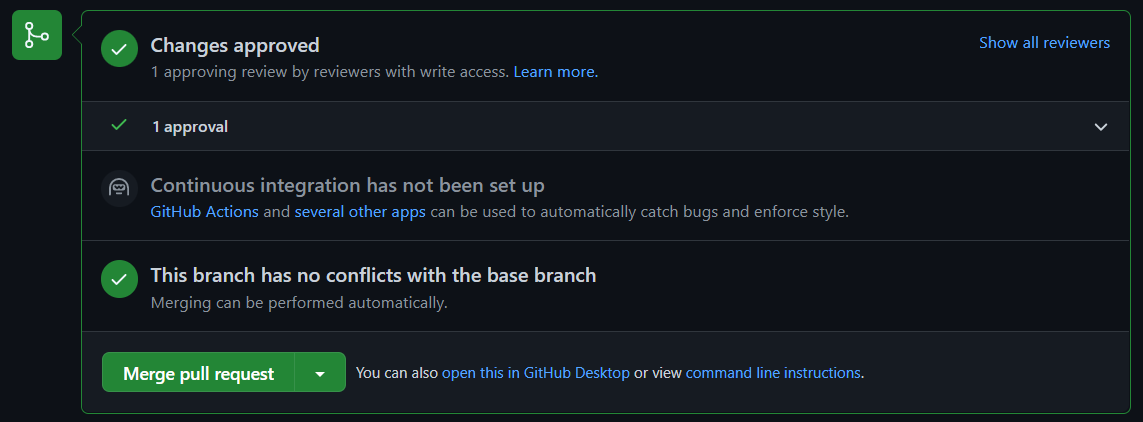 Changes approved
Show all reviewers
1 approving review by reviewers with write access. Learn more.
1 approval
Continuous integration has not been set up
GitHub Actions and several other apps can be used to automatically catch bugs and enforce style.
This branch has no conflicts with the base branch
Merging can be performed automatically.
Merge pull request
You can also open this in GitHub Desktop or view command line instructions.